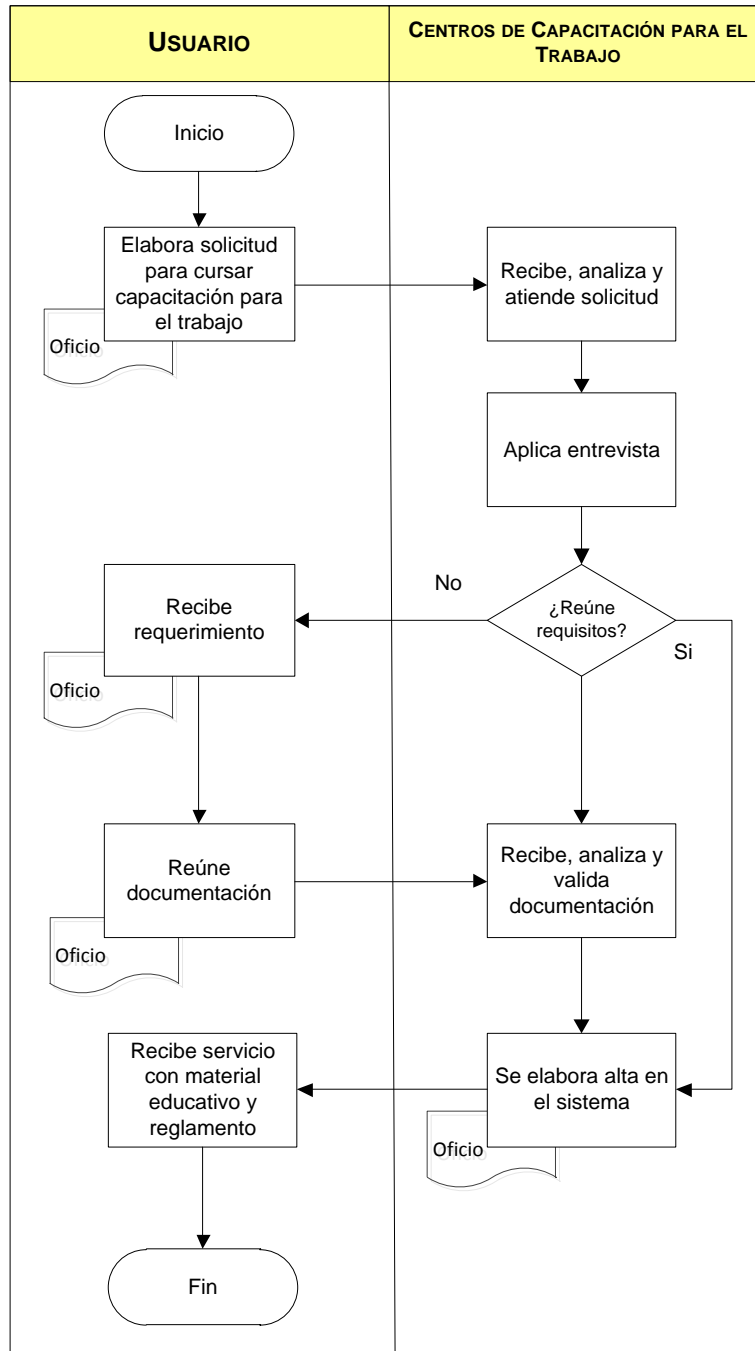 USUARIO
CENTROS DE CAPACITACIÓN PARA EL
TRABAJO
Inicio
Elabora solicitud
para cursar
capacitación para
el trabajo
Oficio
Recibe, analiza y
atiende solicitud
Aplica entrevista
¿Reúne
requisitos?
No
Si
Recibe
requerimiento
Oficio
Reúne
documentación
Oficio
Recibe, analiza y
valida
documentación
Se elabora alta en
el sistema
Oficio
Recibe servicio
con material
educativo y
reglamento
Fin